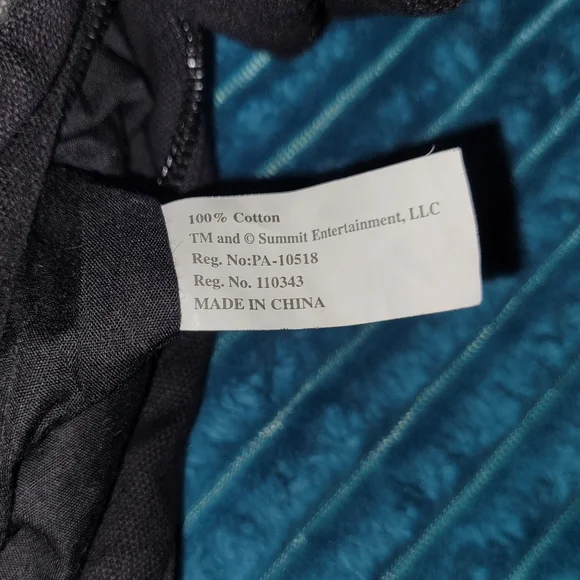 100% Cotton
TM and © Summit Entertainment, LLC
Reg. No:PA-10518
Reg. No. 110343
MADE IN CHINA